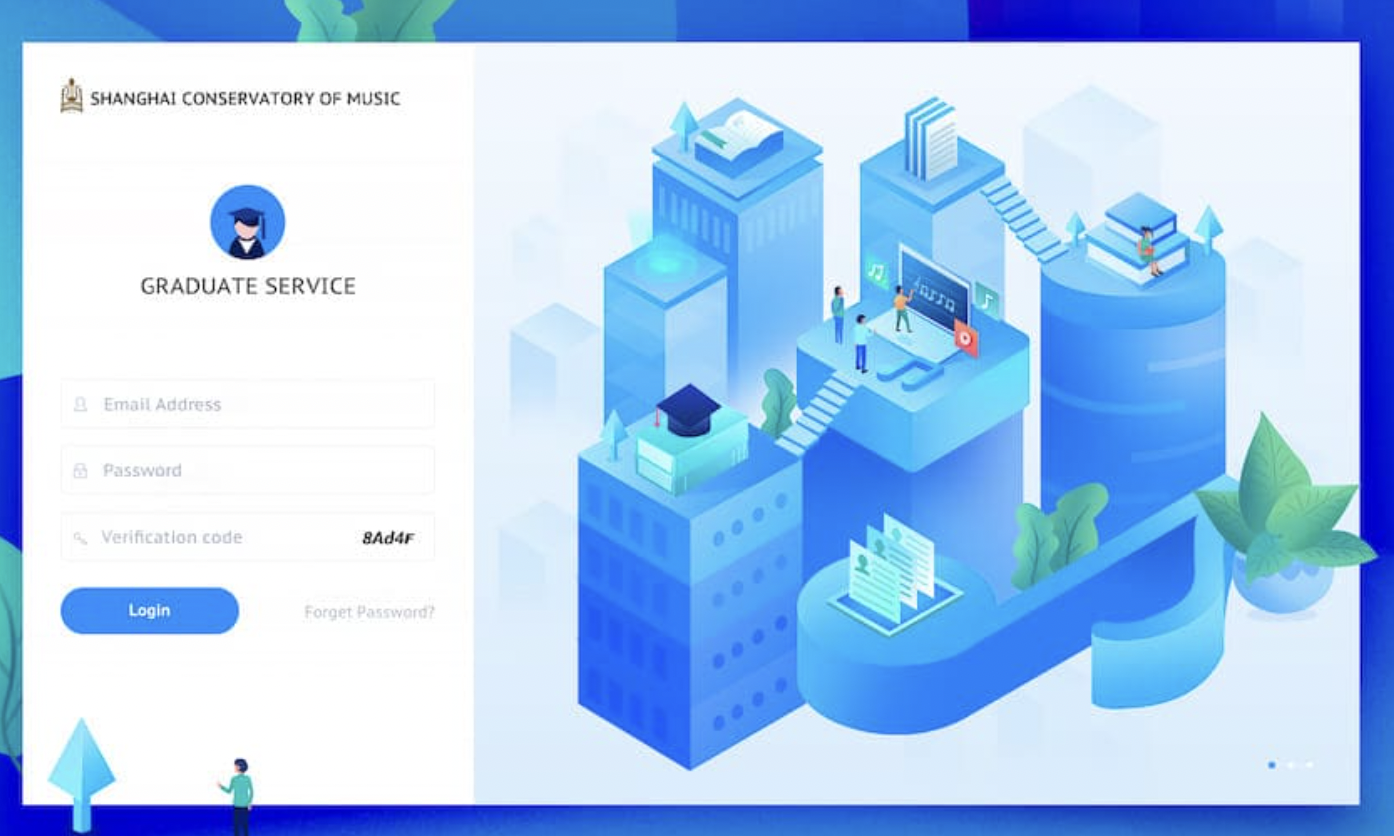 SHANGHAI CONSERVATORY OF MUSIC
GRADUATE SERVICE
Email Address
Password
Verification code 8Ad4F
Login Forget Password?